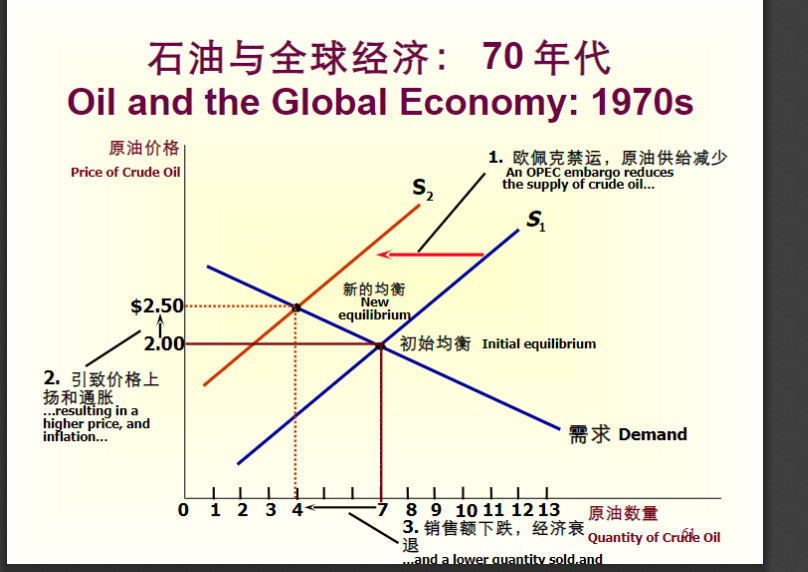 石油与全球经济： 70 年代
Oil and the Global Economy: 1970s
原油价格
Price of Crude Oil
1. 欧佩克禁运，原油供给减少
An OPEC embargo reduces
the supply of crude oil...
S2
S1
新的均衡
New
equilibrium
$2.50
2.00
初始均衡 Initial equilibrium
2. 引致价格上
扬和通胀
...resulting in a
higher price, and
inflation...
需求 Demand
0 1 2 3 4 7 8 9 10 11 12 13
原油数量
Quantity of Crude Oil
61
3. 销售额下跌，经济衰
退
...and a lower quantity sold,and